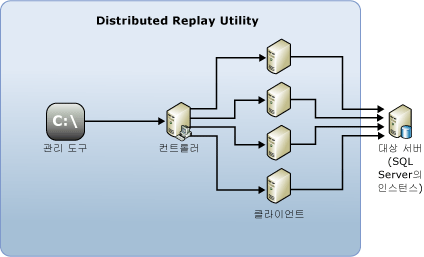 Distributed Replay Utility
C:\
관리 도구
컨트롤러
클라이언트
대상 서버
(SQL
Server의
인스턴스)